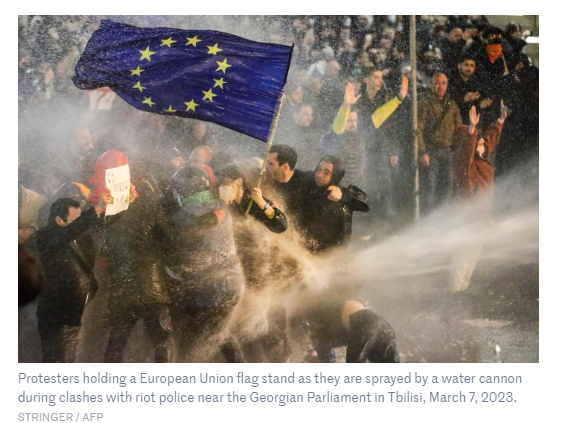 Protesters holding a European Union flag stand as they are sprayed by a water cannon
during clashes with riot police near the Georgian Parliament in Tbilisi, March 7, 2023.
STRINGER / AFP